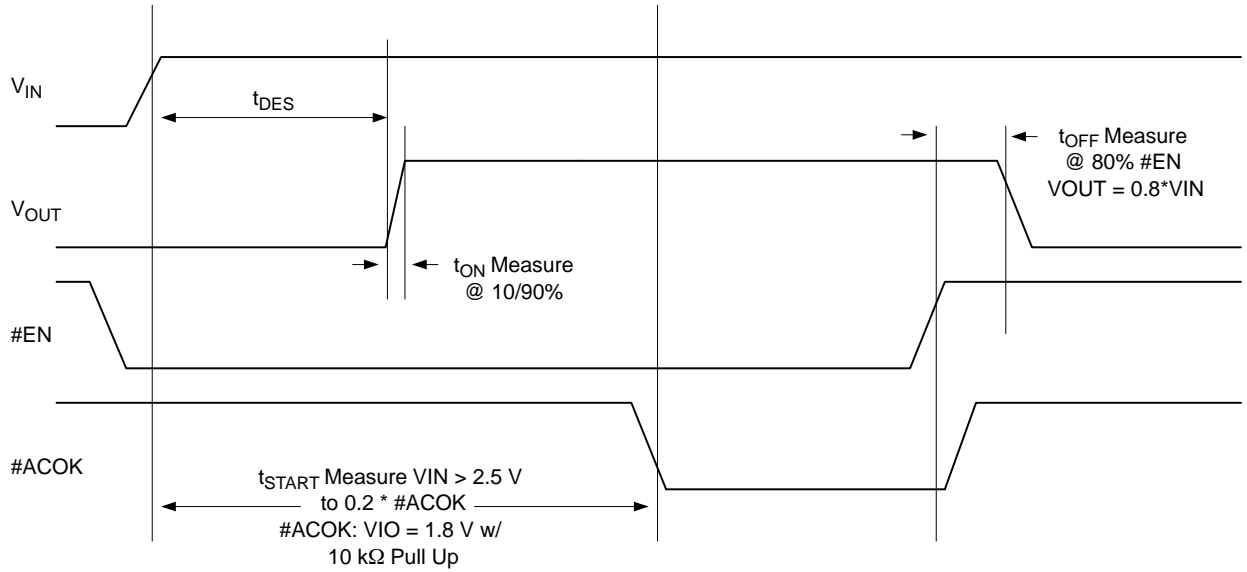 VIN
tDES
tOFF Measure
@ 80% #EN
VOUT = 0.8*VIN
VOUT
tON Measure
@ 10/90%
#EN
#ACOK
tSTART Measure VIN > 2.5 V
to 0.2 * #ACOK
#ACOK: VIO = 1.8 V w/
10 kΩ Pull Up